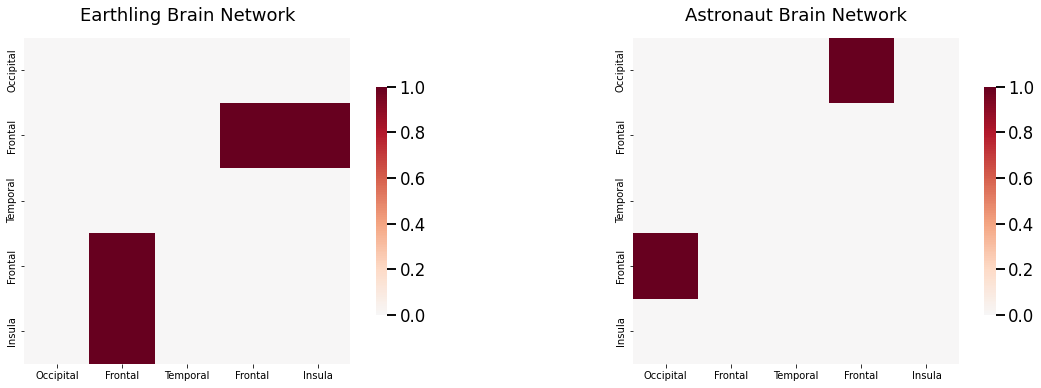 Earthling Brain Network
Occipital
Frontal
Temporal
Frontal
Insula
Occipital Frontal Temporal Frontal Insula
1.0
0.8
0.6
0.4
0.2
0.0
Astronaut Brain Network
Occipital
Frontal
Temporal
Frontal
Insula
Occipital Frontal Temporal Frontal Insula
1.0
0.8
0.6
0.4
0.2
0.0